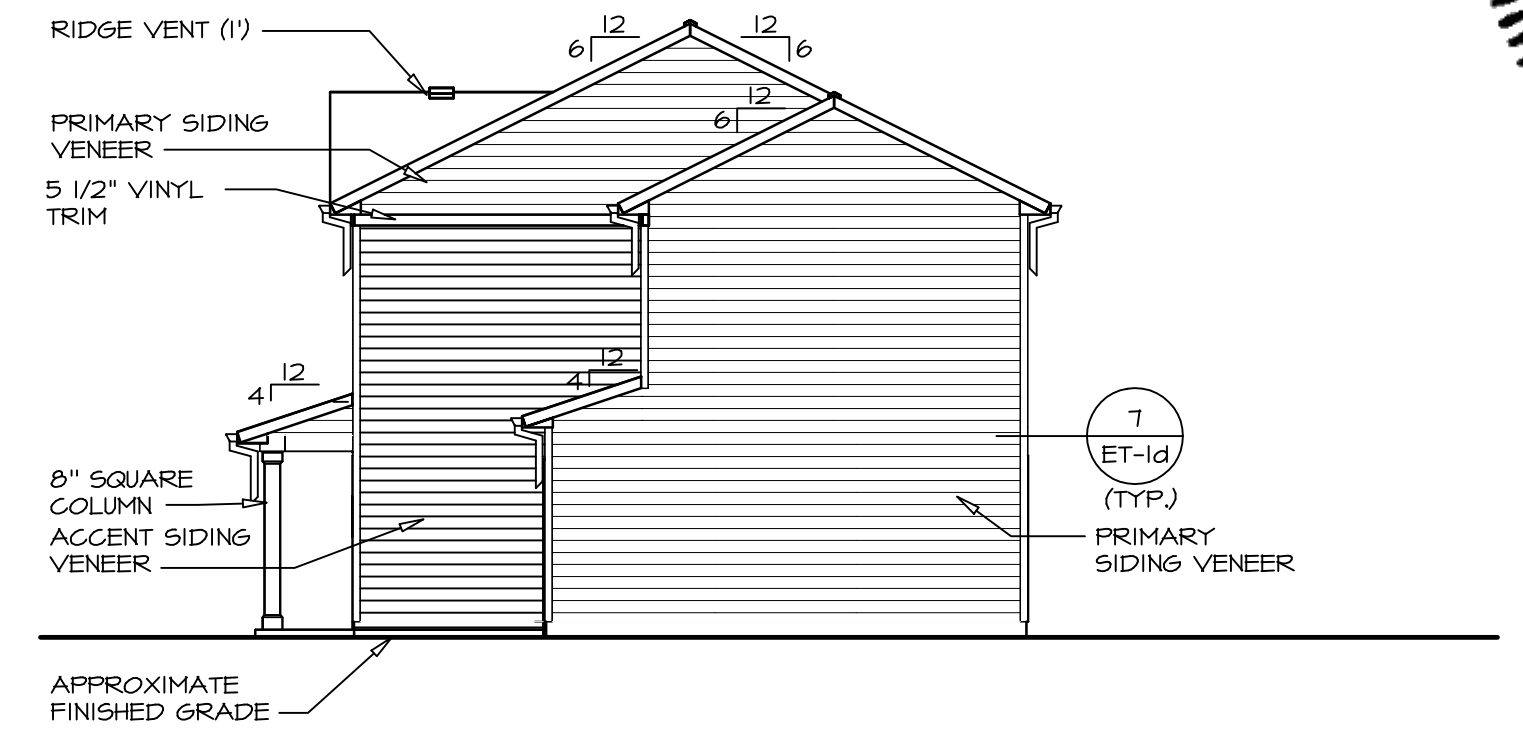 RIDGE VENT (1')
12
6
12
6
12
6
PRIMARY SIDING
VENEER
5 1/2" VINYL
TRIM
12
4
12
4
7
ET-1d
(TYP.)
8" SQUARE
COLUMN
ACCENT SIDING
VENEER
PRIMARY
SIDING VENEER
APPROXIMATE
FINISHED GRADE